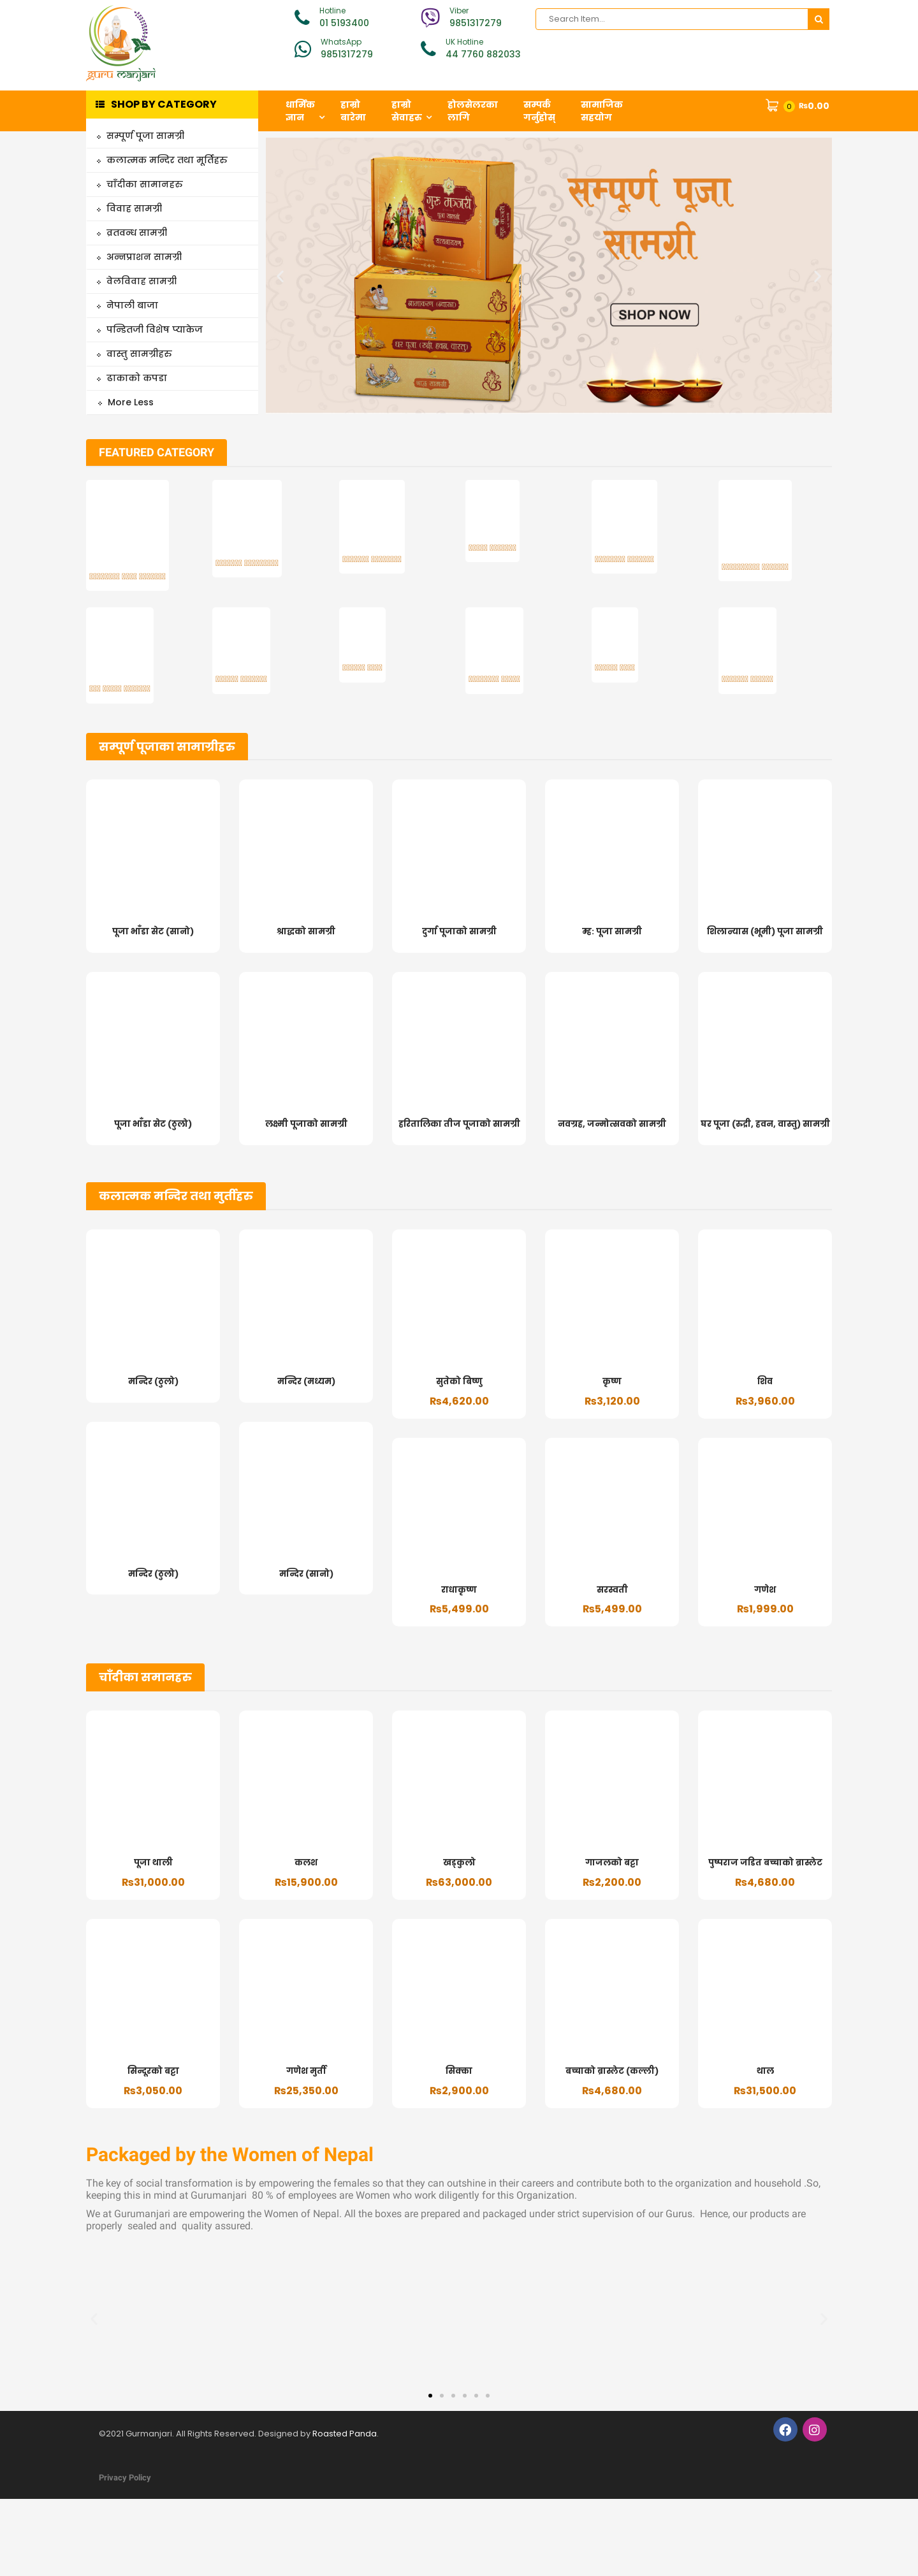 guru manjari
Hotline
01 5193400
Viber
9851317279
WhatsApp
9851317279
UK Hotline
44 7760 882033
Search Item...
SHOP BY CATEGORY
धार्मिक
ज्ञान
हाम्रो
बारेमा
हाम्रो
सेवाहरु
होलसेलरका
लागि
सम्पर्क
गर्नुहोस्
सामाजिक
सहयोग
0
₨0.00
सम्पूर्ण पूजा सामग्री
कलात्मक मन्दिर तथा मूर्तिहरु
चाँदीका सामानहरु
विवाह सामग्री
व्रतवन्ध सामग्री
अन्नप्राशन सामग्री
वेलविवाह सामग्री
नेपाली बाजा
पन्डितजी विशेष प्याकेज
वास्तु सामग्रीहरु
ढाकाको कपडा
More Less
गुरु मञ्जरी
सम्पूर्ण पूजा
सामग्री
SHOP NOW
FEATURED CATEGORY
सम्पूर्ण पूजाका सामाग्रीहरु
पूजा भाँडा सेट (सानो)
श्राद्धको सामग्री
दुर्गा पूजाको सामग्री
म्ह: पूजा सामग्री
शिलान्यास (भूमी) पूजा सामग्री
पूजा भाँडा सेट (ठुलो)
लक्ष्मी पूजाको सामग्री
हरितालिका तीज पूजाको सामग्री
नवग्रह, जन्मोत्सवको सामग्री
घर पूजा (रुद्री, हवन, वास्तु) सामग्री
कलात्मक मन्दिर तथा मुर्तीहरु
मन्दिर (ठुलो)
मन्दिर (मध्यम)
सुतेको बिष्णु
₨4,620.00
कृष्ण
₨3,120.00
शिव
₨3,960.00
मन्दिर (ठुलो)
मन्दिर (सानो)
राधाकृष्ण
₨5,499.00
सरस्वती
₨5,499.00
गणेश
₨1,999.00
चाँदीका समानहरु
पूजा थाली
₨31,000.00
कलश
₨15,900.00
खड्कुलो
₨63,000.00
गाजलको बट्टा
₨2,200.00
पुष्पराज जडित बच्चाको ब्रास्लेट
₨4,680.00
सिन्दूरको बट्टा
₨3,050.00
गणेश मुर्ती
₨25,350.00
सिक्का
₨2,900.00
बच्चाको ब्रास्लेट (कल्ली)
₨4,680.00
थाल
₨31,500.00
Packaged by the Women of Nepal
The key of social transformation is by empowering the females so that they can outshine in their careers and contribute both to the organization and household .So,
keeping this in mind at Gurumanjari  80 % of employees are Women who work diligently for this Organization.
We at Gurumanjari are empowering the Women of Nepal. All the boxes are prepared and packaged under strict supervision of our Gurus.  Hence, our products are
properly  sealed and  quality assured.
©2021 Gurmanjari. All Rights Reserved. Designed by Roasted Panda.
Privacy Policy